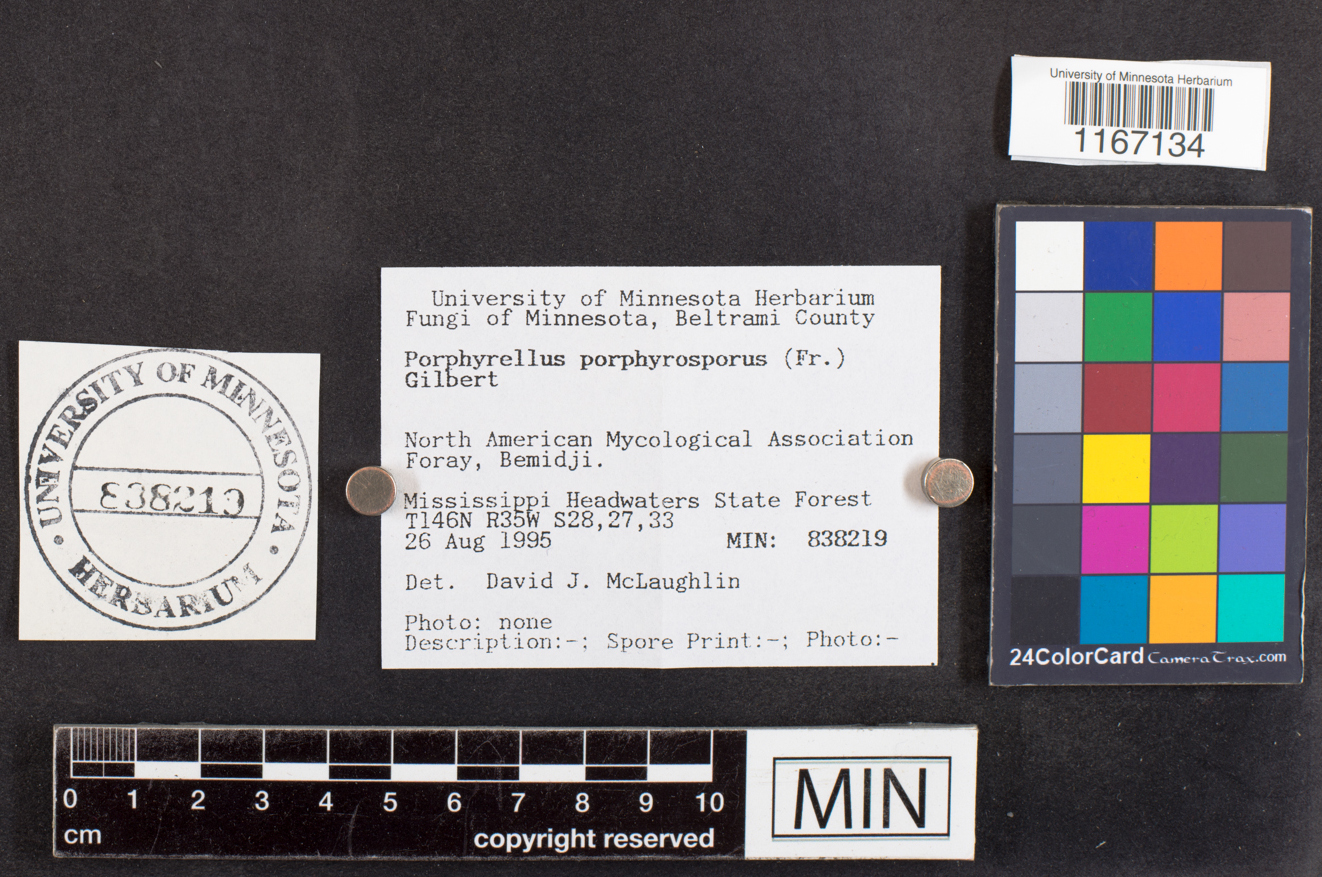 University of Minnesota Herbarium
1167134
University of Minnesota Herbarium
Fungi of Minnesota, Beltrami County
Porphyrellus porphyrosporus (Fr.)
Gilbert
North American Mycological Association
Foray, Bemidji.
Mississippi Headwaters State Forest
T146N R35W S28,27,33
26 Aug 1995 MIN: 838219
Det. David J. McLaughlin
Photo: none
Description:-; Spore Print:-; Photo:-
UNIVERSITY OF MINNESOTA
838219
HERBARIUM
24ColorCard CameraTrax.com
0 1 2 3 4 5 6 7 8 9 10
cm copyright reserved
MIN